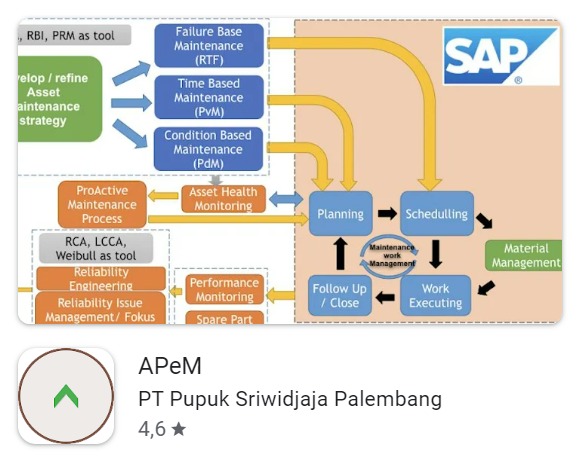 , RBI, PRM as tool
Failure Base
Maintenance
(RTF)
SAP
®
elop / refine
Asset
aintenance
strategy
Time Based
Maintenance
(PvM)
Condition Based
Maintenance
(PdM)
ProActive
Maintenance
Process
Asset Health
Monitoring
Planning
Schedulling
RCA, LCCA,
Weibull as tool
Maintenance
work
Management
Material
Management
Reliability
Engineering
Performance
Monitoring
Follow Up
/ Close
Work
Executing
Reliability Issue
Management/ Fokus
Spare Part
APeM
PT Pupuk Sriwidjaja Palembang
4,6 ★